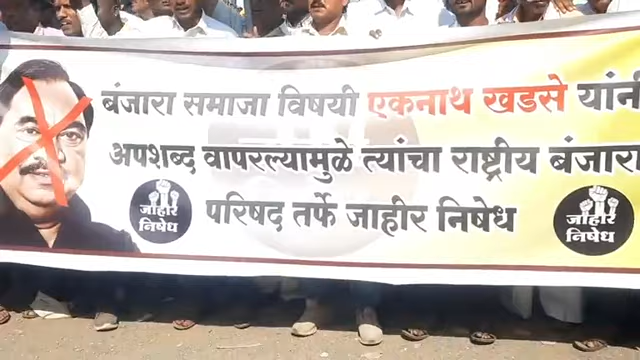 बंजारा समाजा विषयी एकनाथ खडसे यांनी
अपशब्द वापरल्यामुळे त्यांचा राष्ट्रीय बंजारा
परिषद तर्फे जाहीर निषेध
जाहीर
निषेध
जाहीर
निषेध